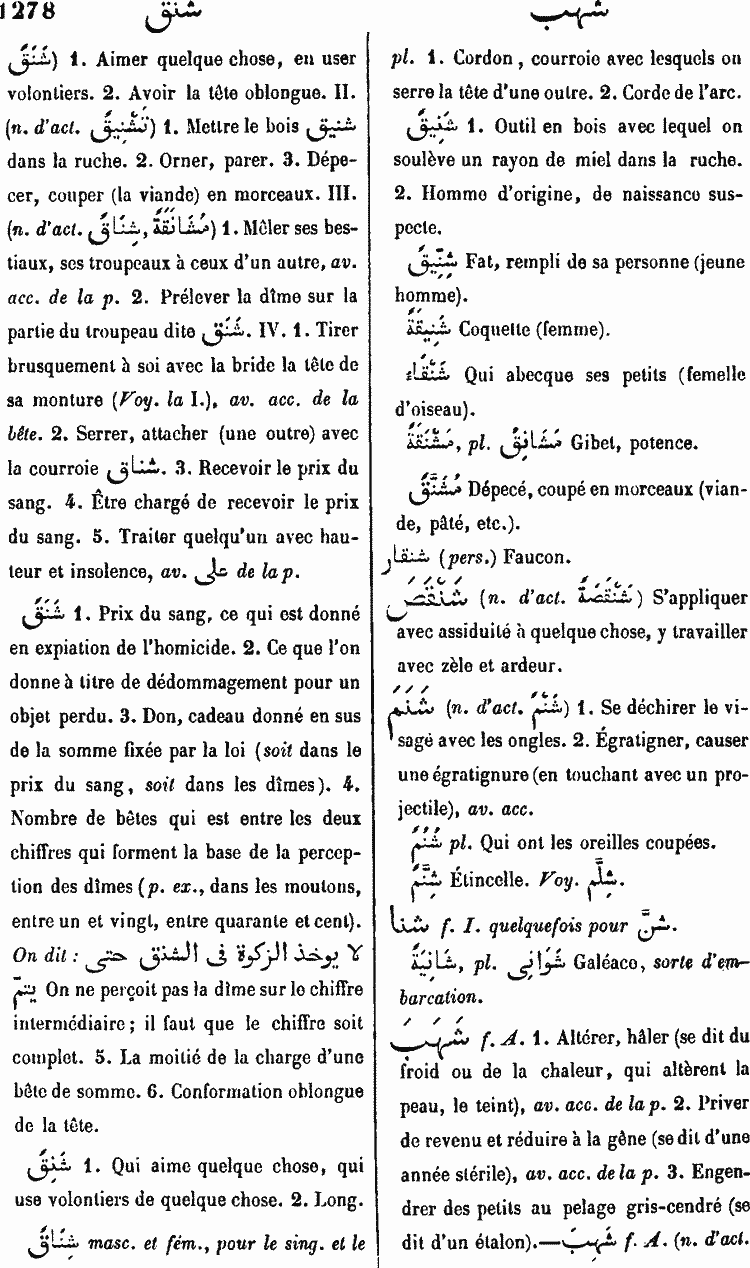 1278 شنق
شَنَقٌ) 1. Aimer quelque chose, en user
volontiers. 2. Avoir la tête oblongue. II.
(n. d'act. تَشْنِيقٌ) 1. Mettre le bois شنيق
dans la ruche. 2. Orner, parer. 3. Dépe-
cer, couper (la viande) en morceaux. III.
(n. d'act. مُشَانَقَةٌ, شِنَاقٌ) 1. Mêler ses bes-
tiaux, ses troupeaux à ceux d'un autre, av.
acc. de la p. 2. Prélever la dîme sur la
partie du troupeau dite شَنَقٌ. IV. 1. Tirer
brusquement à soi avec la bride la tête de
sa monture (Voy. la I.), av. acc. de la
bête. 2. Serrer, attacher (une outre) avec
la courroie شناق. 3. Recevoir le prix du
sang. 4. Être chargé de recevoir le prix
du sang. 5. Traiter quelqu'un avec hau-
teur et insolence, av. على de la p.
شَنَقٌ 1. Prix du sang, ce qui est donné
en expiation de l'homicide. 2. Ce que l'on
donne à titre de dédommagement pour un
objet perdu. 3. Don, cadeau donné en sus
de la somme fixée par la loi (soit dans le
prix du sang, soit dans les dîmes). 4.
Nombre de bêtes qui est entre les deux
chiffres qui forment la base de la percep-
tion des dîmes (p. ex., dans les moutons,
entre un et vingt, entre quarante et cent).
On dit : لا يوخذ الزكوة فى الشنق حتى
يتمّ On ne perçoit pas la dîme sur le chiffre
intermédiaire; il faut que le chiffre soit
complet. 5. La moitié de la charge d'une
bête de somme. 6. Conformation oblongue
de la tête.
شَنِقٌ 1. Qui aime quelque chose, qui
use volontiers de quelque chose. 2. Long.
شِنَاقٌ masc. et fém., pour le sing. et le
شهب
pl. 1. Cordon, courroie avec lesquels on
serre la tête d'une outre. 2. Corde de l'arc.
شَنِيقٌ 1. Outil en bois avec lequel on
soulève un rayon de miel dans la ruche.
2. Homme d'origine, de naissance sus-
pecte.
شِنِّيقٌ Fat, rempli de sa personne (jeune
homme).
شَنِيقَةٌ Coquette (femme).
شَنْقَاءُ Qui abecque ses petits (femelle
d'oiseau).
مَشْنَقَةٌ, pl. مَشَانِقُ Gibet, potence.
مُشَنَّقٌ Dépecé, coupé en morceaux (vian-
de, pâté, etc.).
شنقار (pers.) Faucon.
شَنْقَصَ (n. d'act. شَنْقَصَةٌ) S'appliquer
avec assiduité à quelque chose, y travailler
avec zèle et ardeur.
شَنَمَ (n. d'act. شَنْمٌ) 1. Se déchirer le vi-
sage avec les ongles. 2. Égratigner, causer
une égratignure (en touchant avec un pro-
jectile), av. acc.
شُنُمٌ pl. Qui ont les oreilles coupées.
شِنَّمٌ Étincelle. Voy. شِلَّم.
شنا f. I. quelquefois pour شنّ.
شَانِيَةٌ, pl. شَوَانِى Galéace, sorte d'em-
barcation.
شَهَبَ f. A. 1. Altérer, hâler (se dit du
froid ou de la chaleur, qui altèrent la
peau, le teint), av. acc. de la p. 2. Priver
de revenu et réduire à la gêne (se dit d'une
année stérile), av. acc. de la p. 3. Engen-
drer des petits au pelage gris-cendré (se
dit d'un étalon).—شَهِبَ f. A. (n. d'act.